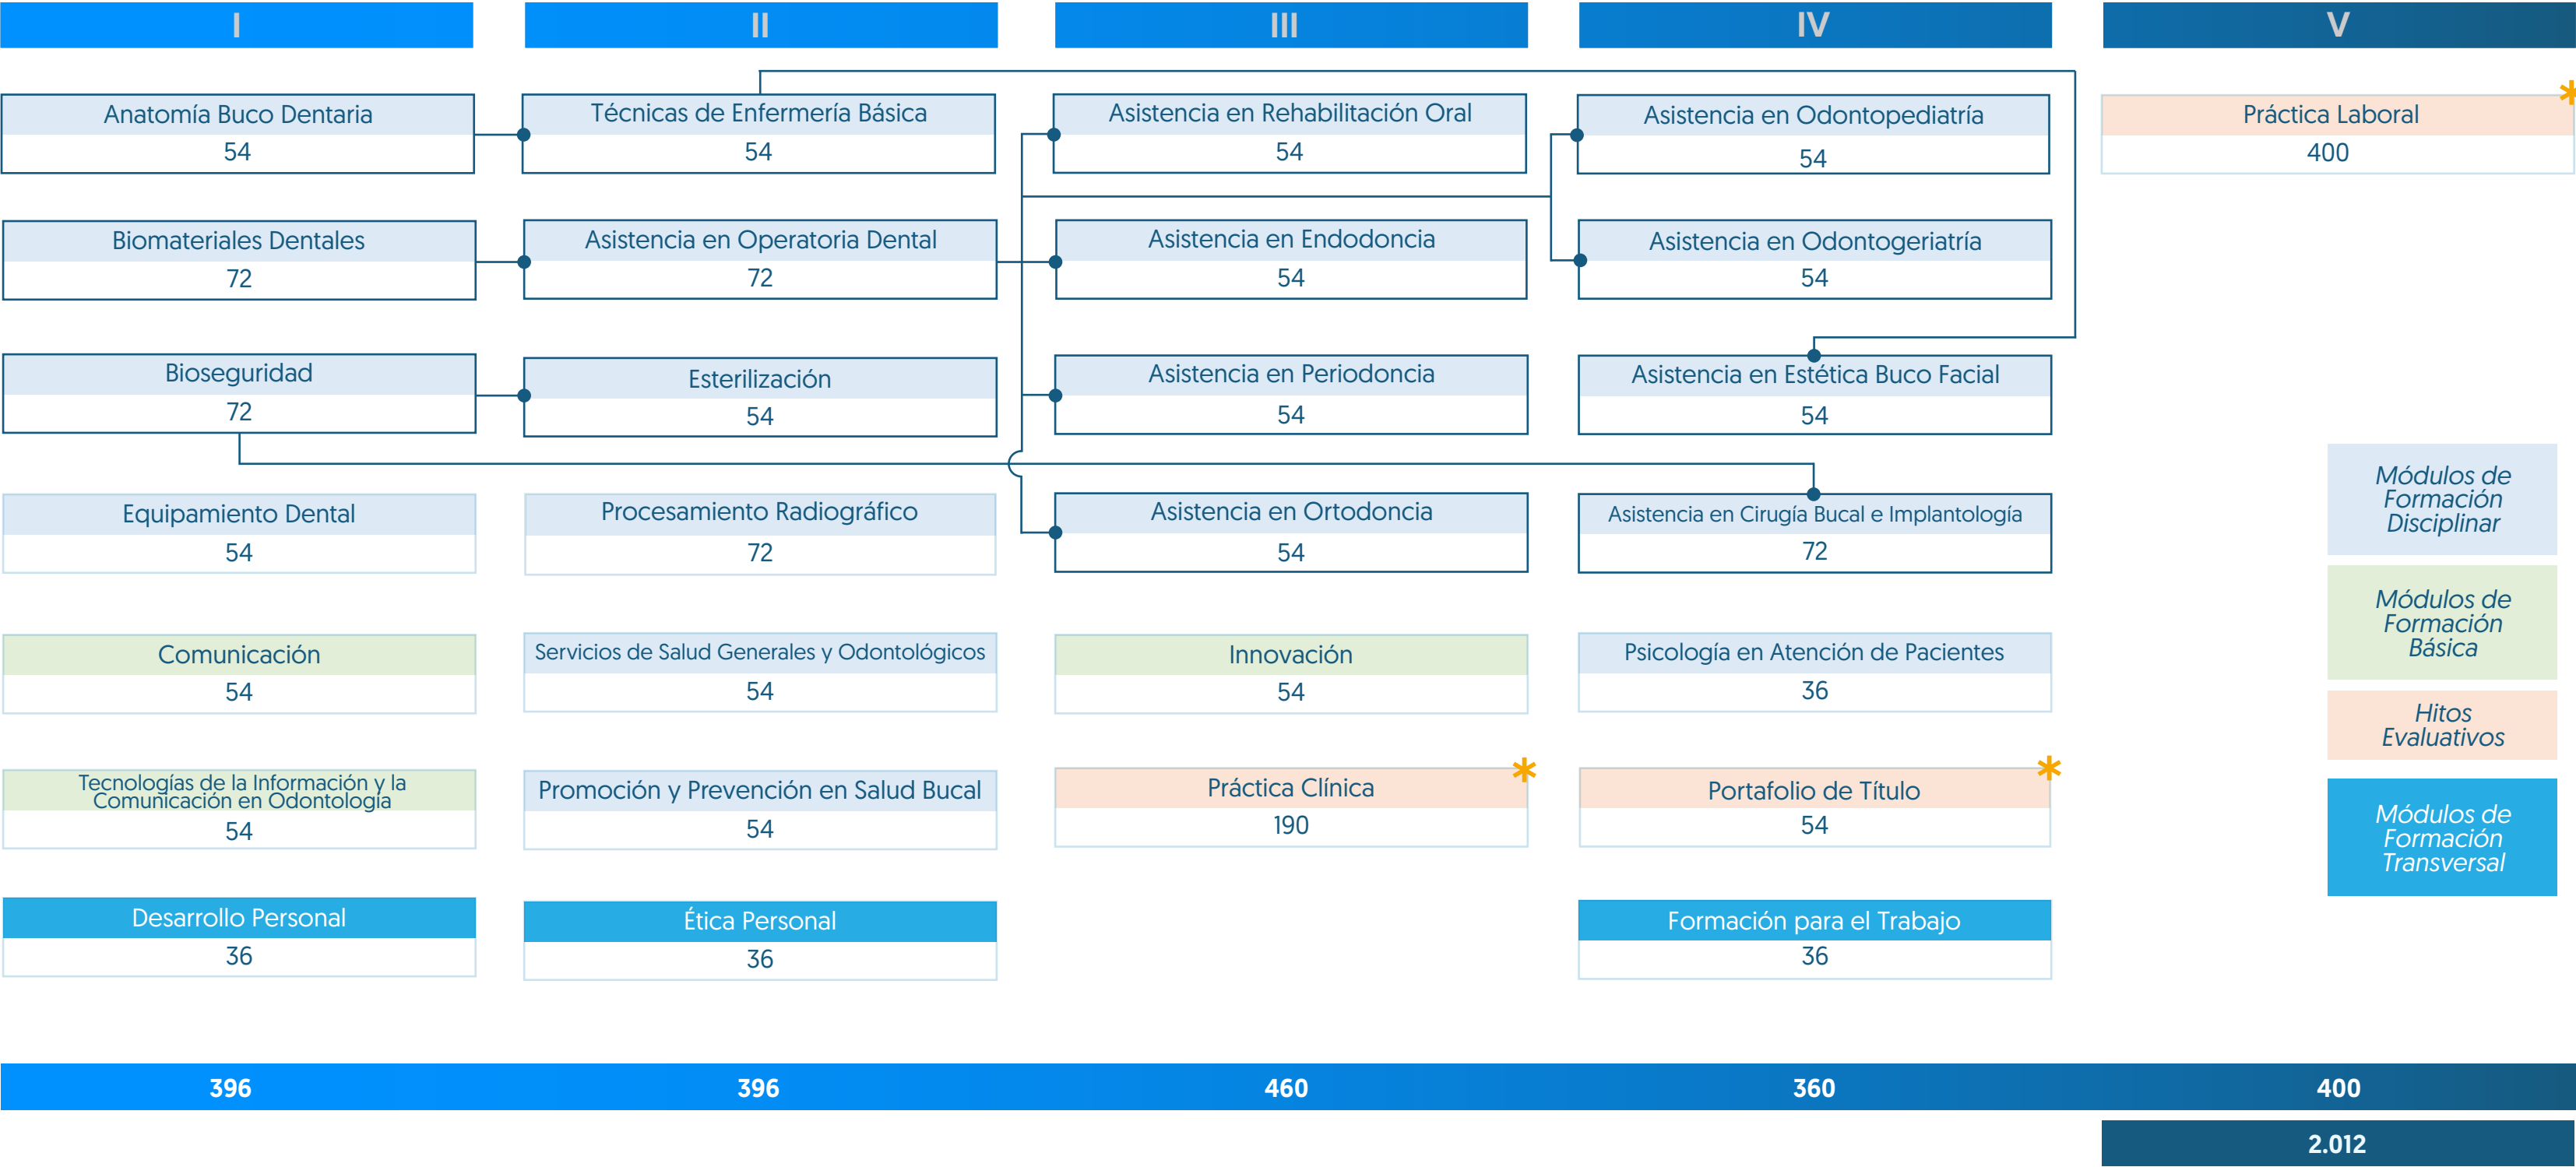 I
II
III
IV
V
Anatomía Buco Dentaria
54
Técnicas de Enfermería Básica
54
Asistencia en Rehabilitación Oral
54
Asistencia en Odontopediatría
54
Práctica Laboral
*
400
Biomateriales Dentales
72
Asistencia en Operatoria Dental
72
Asistencia en Endodoncia
54
Asistencia en Odontogeriatría
54
Bioseguridad
72
Esterilización
54
Asistencia en Periodoncia
54
Asistencia en Estética Buco Facial
54
Equipamiento Dental
54
Procesamiento Radiográfico
72
Asistencia en Ortodoncia
54
Asistencia en Cirugía Bucal e Implantología
72
Comunicación
54
Servicios de Salud Generales y Odontológicos
54
Innovación
54
Psicología en Atención de Pacientes
36
Tecnologías de la Información y la
Comunicación en Odontología
54
Promoción y Prevención en Salud Bucal
54
Práctica Clínica
*
190
Portafolio de Título
*
54
Desarrollo Personal
36
Ética Personal
36
Formación para el Trabajo
36
Módulos de
Formación
Disciplinar
Módulos de
Formación
Básica
Hitos
Evaluativos
Módulos de
Formación
Transversal
396
396
460
360
400
2.012